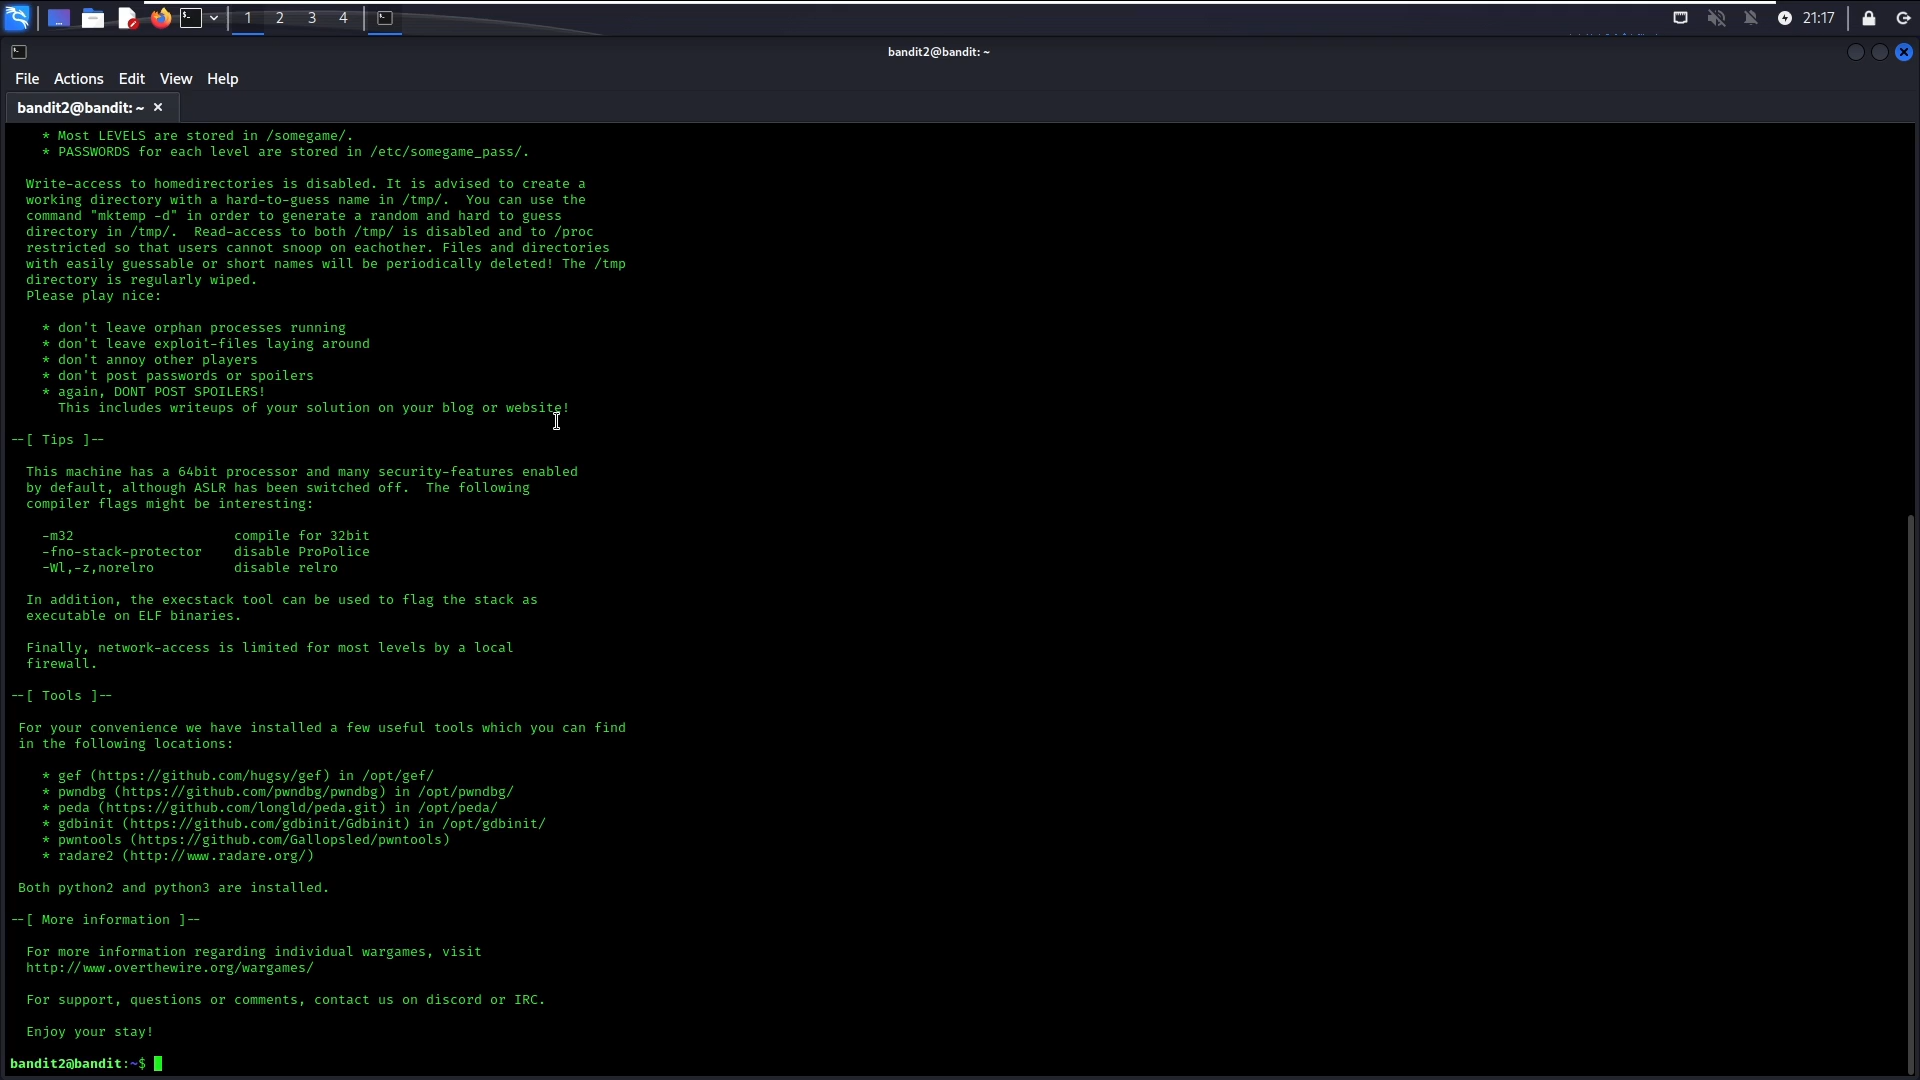 1 2 3 4 21:17
bandit2@bandit: ~
File Actions Edit View Help
bandit2@bandit: ~ ×
* Most LEVELS are stored in /somegame/.
* PASSWORDS for each level are stored in /etc/somegame_pass/.
Write-access to homedirectories is disabled. It is advised to create a
working directory with a hard-to-guess name in /tmp/. You can use the
command "mktemp -d" in order to generate a random and hard to guess
directory in /tmp/. Read-access to both /tmp/ is disabled and to /proc
restricted so that users cannot snoop on eachother. Files and directories
with easily guessable or short names will be periodically deleted! The /tmp
directory is regularly wiped.
Please play nice:
* don't leave orphan processes running
* don't leave exploit-files laying around
* don't annoy other players
* don't post passwords or spoilers
* again, DONT POST SPOILERS!
This includes writeups of your solution on your blog or website!
--[ Tips ]--
This machine has a 64bit processor and many security-features enabled
by default, although ASLR has been switched off. The following
compiler flags might be interesting:
-m32 compile for 32bit
-fno-stack-protector disable ProPolice
-Wl,-z,norelro disable relro
In addition, the execstack tool can be used to flag the stack as
executable on ELF binaries.
Finally, network-access is limited for most levels by a local
firewall.
--[ Tools ]--
For your convenience we have installed a few useful tools which you can find
in the following locations:
* gef (https://github.com/hugsy/gef) in /opt/gef/
* pwndbg (https://github.com/pwndbg/pwndbg) in /opt/pwndbg/
* peda (https://github.com/longld/peda.git) in /opt/peda/
* gdbinit (https://github.com/gdbinit/Gdbinit) in /opt/gdbinit/
* pwntools (https://github.com/Gallopsled/pwntools)
* radare2 (http://www.radare.org/)
Both python2 and python3 are installed.
--[ More information ]--
For more information regarding individual wargames, visit
http://www.overthewire.org/wargames/
For support, questions or comments, contact us on discord or IRC.
Enjoy your stay!
bandit2@bandit:~$